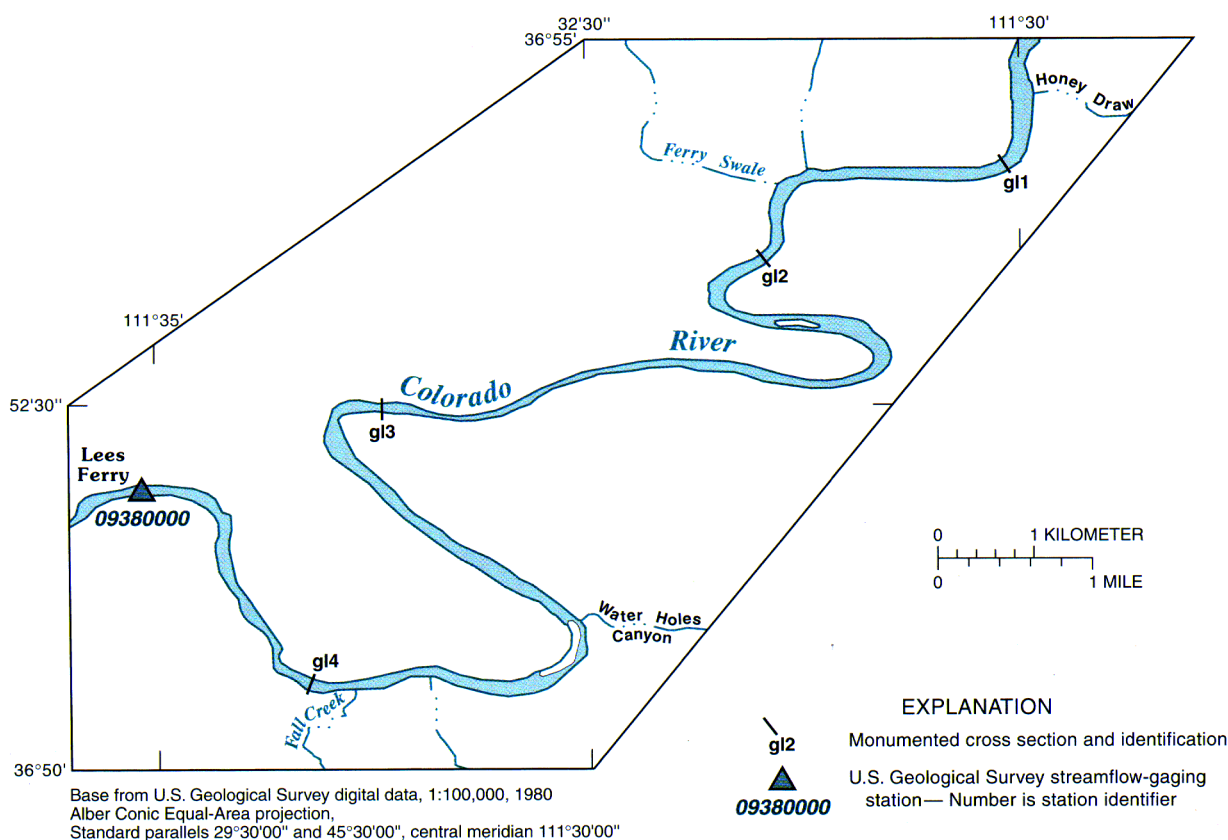 32'30"
111°30'
36°55'
Honey Draw
Ferry Swale
gl1
gl2
111°35'
River
Colorado
52'30"
gl3
Lees
Ferry
09380000
0 1 KILOMETER
0 1 MILE
Water Holes
Canyon
gl4
Fall Creek
EXPLANATION
gl2
Monumented cross section and identification
09380000
U.S. Geological Survey streamflow-gaging
station— Number is station identifier
36°50'
Base from U.S. Geological Survey digital data, 1:100,000, 1980
Alber Conic Equal-Area projection,
Standard parallels 29°30'00" and 45°30'00", central meridian 111°30'00"